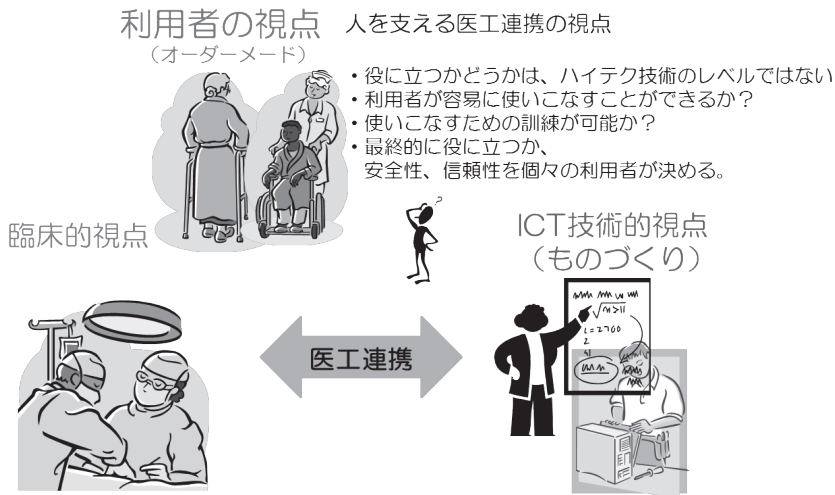 利用者の視点
(オーダーメード)
人を支える医工連携の視点
・役に立つかどうかは、ハイテク技術のレベルではない
・利用者が容易に使いこなすことができるか?
・使いこなすための訓練が可能か?
・最終的に役に立つか、
安全性、信頼性を個々の利用者が決める。
?
臨床的視点
ICT技術的視点
(ものづくり)
医工連携